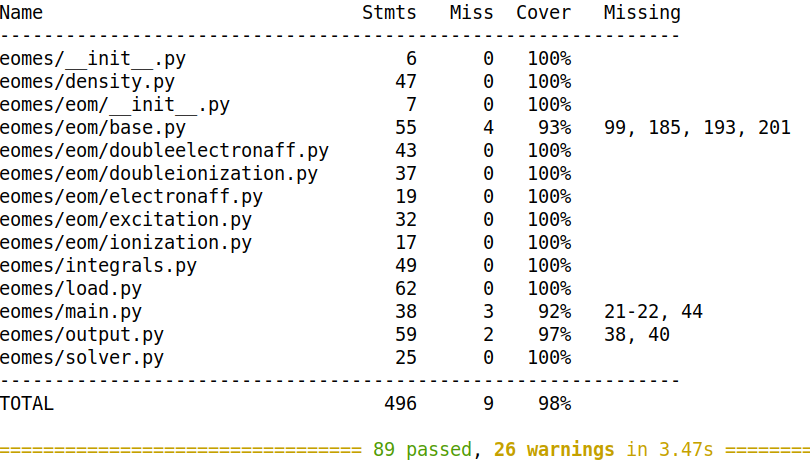 Name                             Stmts   Miss  Cover   Missing
--------------------------------------------------------------
eomes/__init__.py                    6      0   100%
eomes/density.py                    47      0   100%
eomes/eom/__init__.py                7      0   100%
eomes/eom/base.py                   55      4    93%   99, 185, 193, 201
eomes/eom/doubleelectronaff.py      43      0   100%
eomes/eom/doubleionization.py       37      0   100%
eomes/eom/electronaff.py            19      0   100%
eomes/eom/excitation.py             32      0   100%
eomes/eom/ionization.py             17      0   100%
eomes/integrals.py                  49      0   100%
eomes/load.py                       62      0   100%
eomes/main.py                       38      3    92%   21-22, 44
eomes/output.py                     59      2    97%   38, 40
eomes/solver.py                     25      0   100%
--------------------------------------------------------------
TOTAL                              496      9    98%
================================= 89 passed, 26 warnings in 3.47s ========